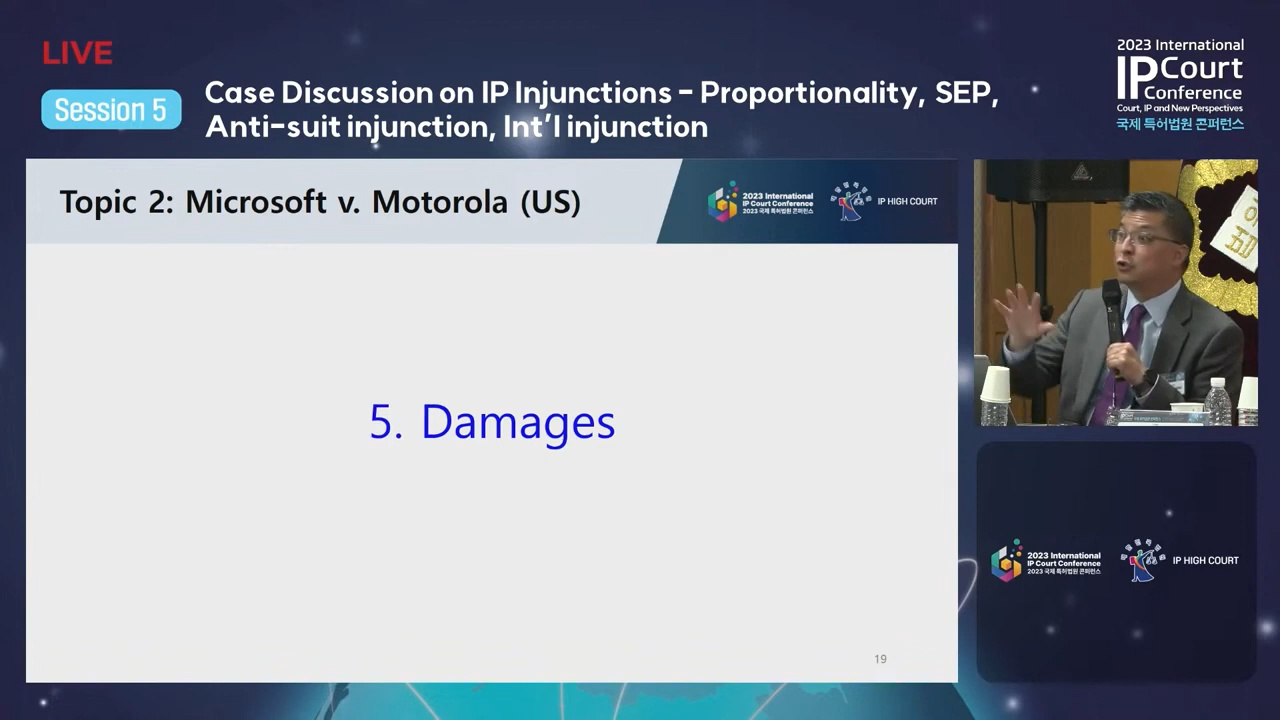 LIVE
Session 5
Case Discussion on IP Injunctions - Proportionality, SEP,
Anti-suit injunction, Int'l injunction
2023 International
IP Court
Conference
Court, IP and New Perspectives
국제 특허법원 콘퍼런스
Topic 2: Microsoft v. Motorola (US)
2023 International
IP Court Conference
2023 국제 특허법원 콘퍼런스
IP HIGH COURT
5. Damages
19
2023 International
IP Court Conference
2023 국제 특허법원 콘퍼런스
IP HIGH COURT